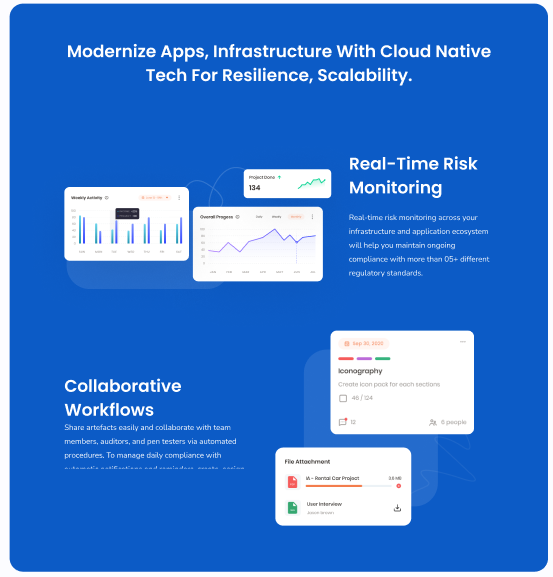 Modernize Apps, Infrastructure With Cloud Native
Tech For Resilience, Scalability.
Project Done
134
Real-Time Risk
Monitoring
Weekly Activity
Overall Progess
Daily
Weekly
Monthly
Real-time risk monitoring across your
infrastructure and application ecosystem
will help you maintain ongoing
compliance with more than 05+ different
regulatory standards.
Sep 30, 2020
Iconography
Create icon pack for each sections
46 / 124
12
6 people
Collaborative
Workflows
Share artefacts easily and collaborate with team
members, auditors, and pen testers via automated
procedures. To manage daily compliance with
File Attachment
IA - Rental Car Project
User Interview